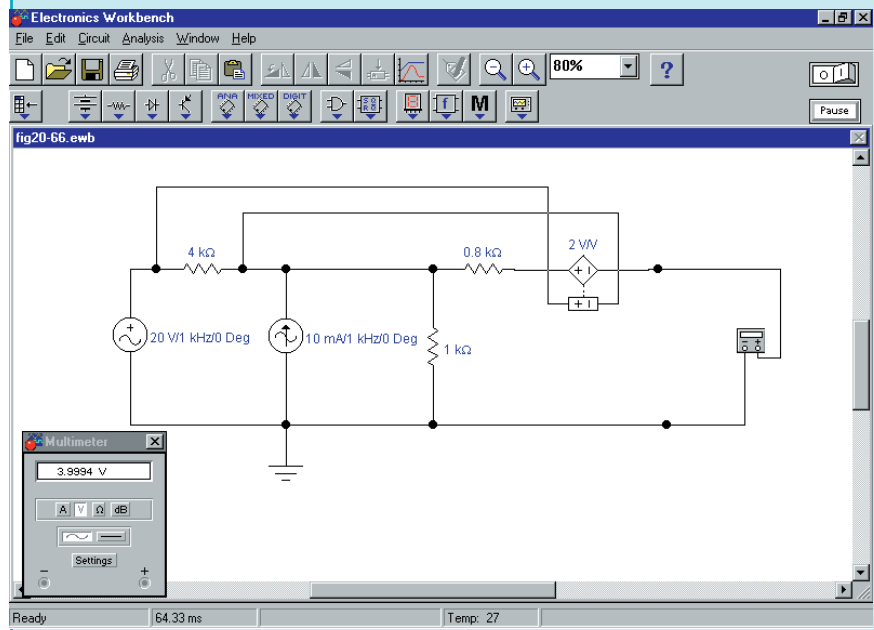 Electronics Workbench
File Edit Circuit Analysis Window Help
80%
?
O I
ANA MIXED DIGIT
M
Pause
fig20-66.ewb
4 kΩ
0.8 kΩ
2 V/V
20 V/1 kHz/0 Deg
10 mA/1 kHz/0 Deg
1 kΩ
Multimeter
3.9994 V
A V Ω dB
Settings
Ready
64.33 ms
Temp: 27